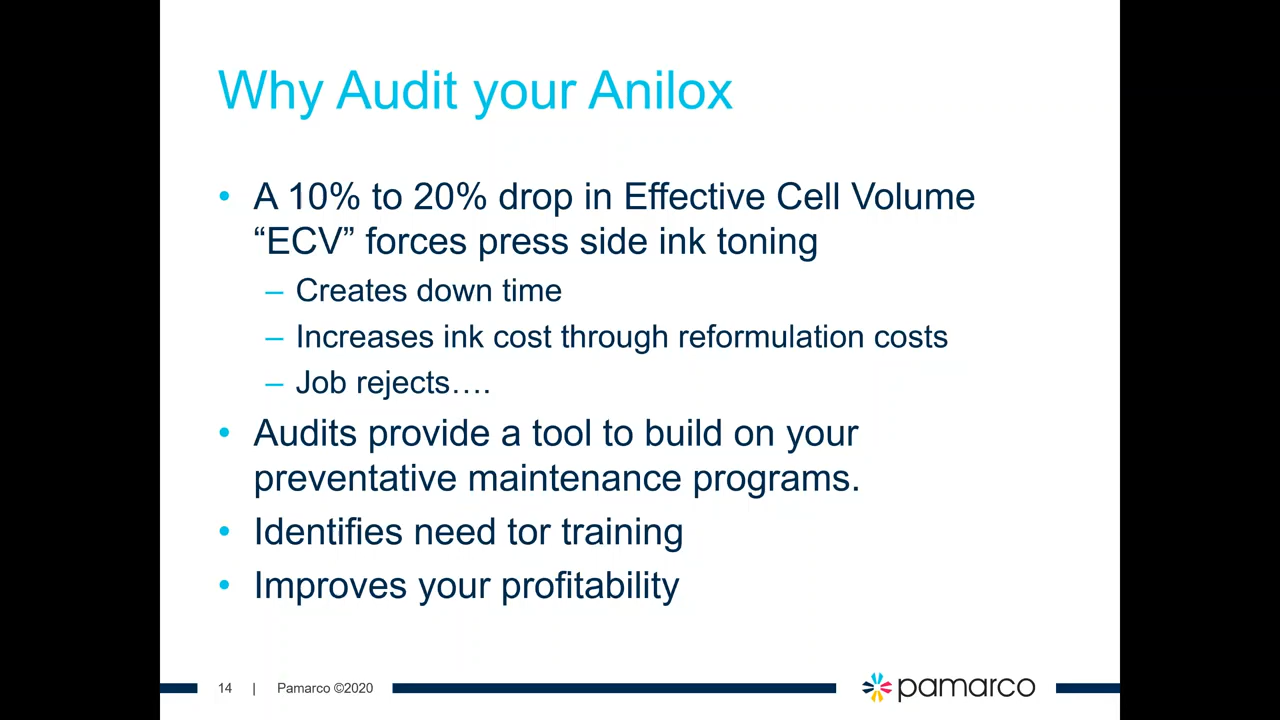 Why Audit your Anilox
• A 10% to 20% drop in Effective Cell Volume
“ECV” forces press side ink toning
– Creates down time
– Increases ink cost through reformulation costs
– Job rejects….
• Audits provide a tool to build on your
preventative maintenance programs.
• Identifies need tor training
• Improves your profitability
14 | Pamarco ©2020
pamarco